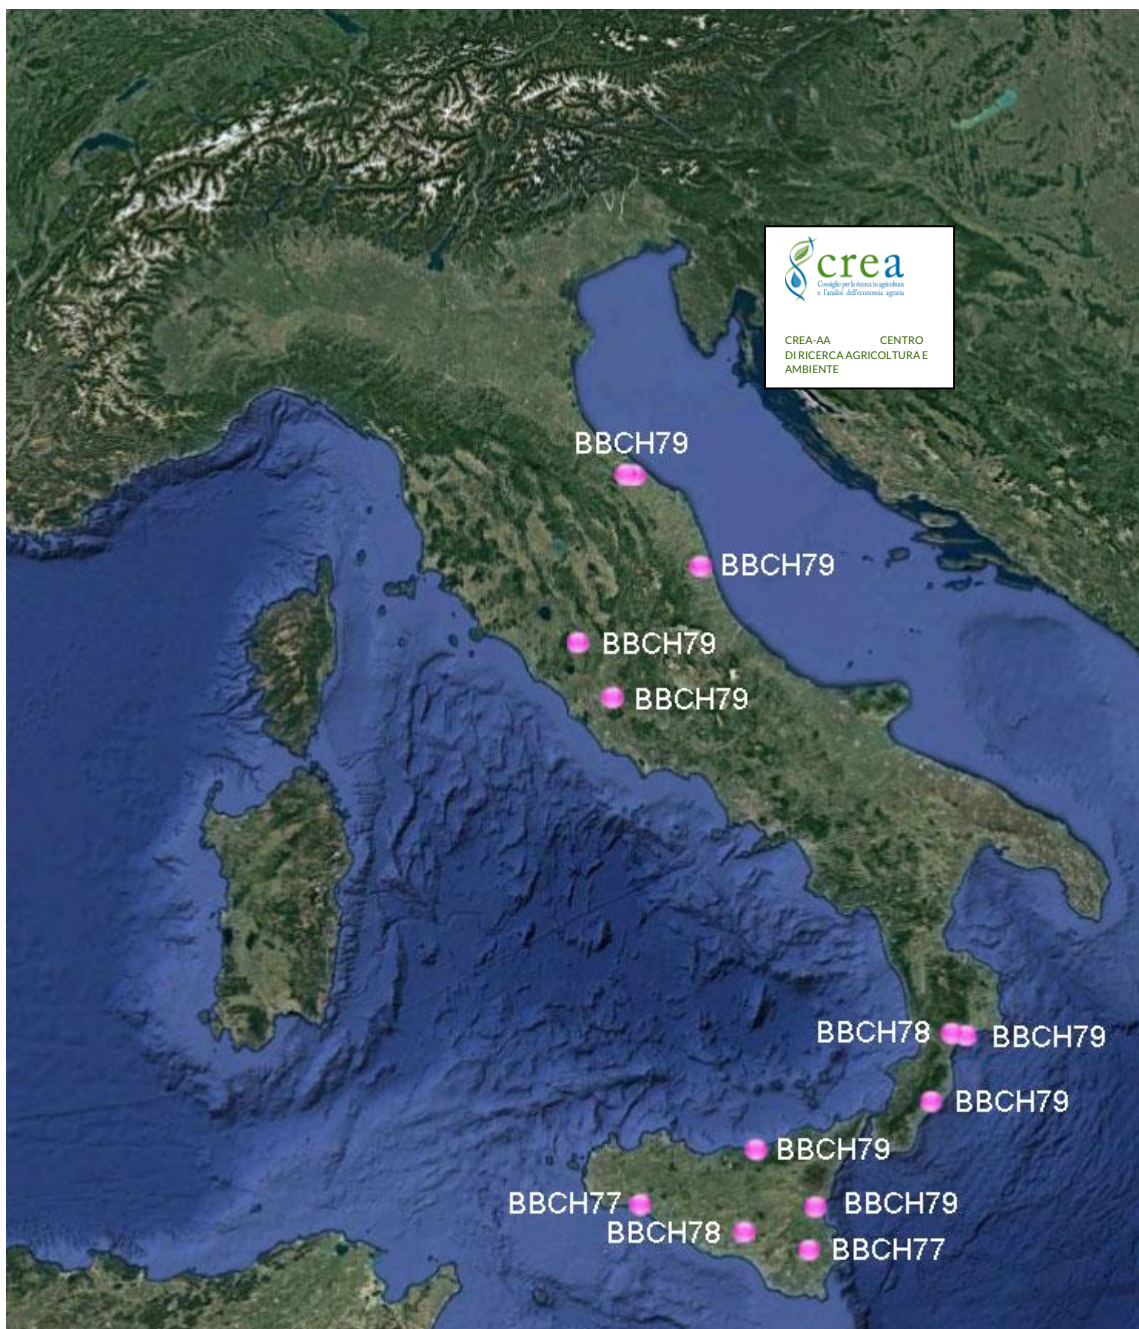 crea
Consiglio per la ricerca in agricoltura
e l'analisi dell'economia agraria
CREA-AA CENTRO
DI RICERCA AGRICOLTURA E
AMBIENTE
BBCH79
BBCH79
BBCH79
BBCH79
BBCH78
BBCH79
BBCH79
BBCH79
BBCH77
BBCH79
BBCH78
BBCH77